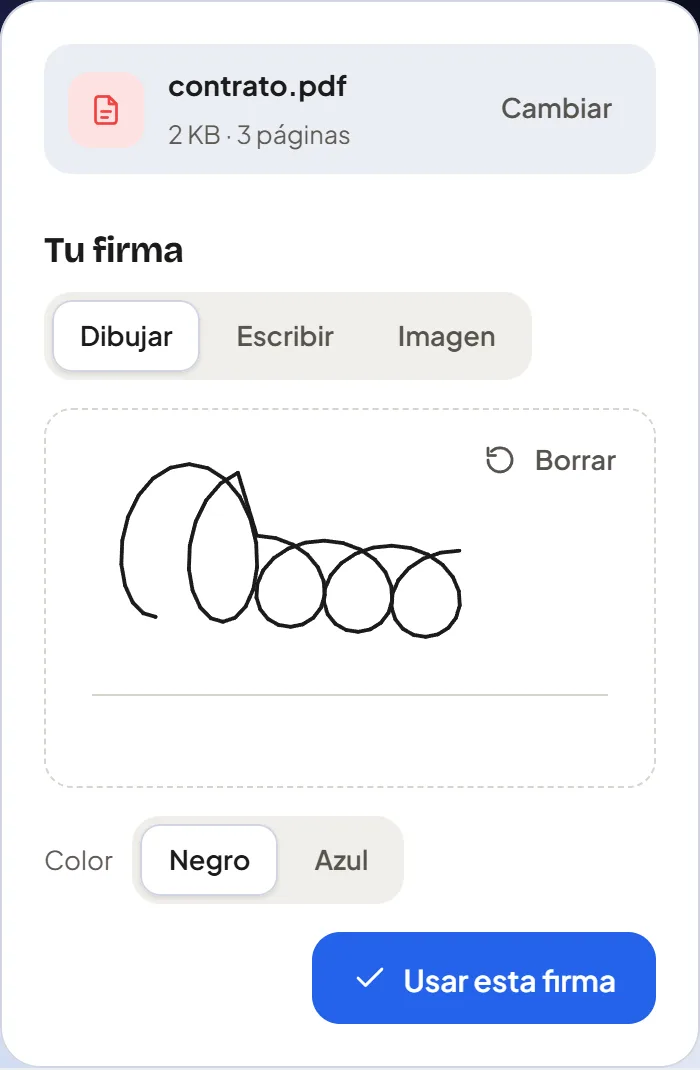 contrato.pdf
2 KB · 3 páginas
Cambiar
Tu firma
Dibujar Escribir Imagen
Borrar
Color Negro Azul
Usar esta firma